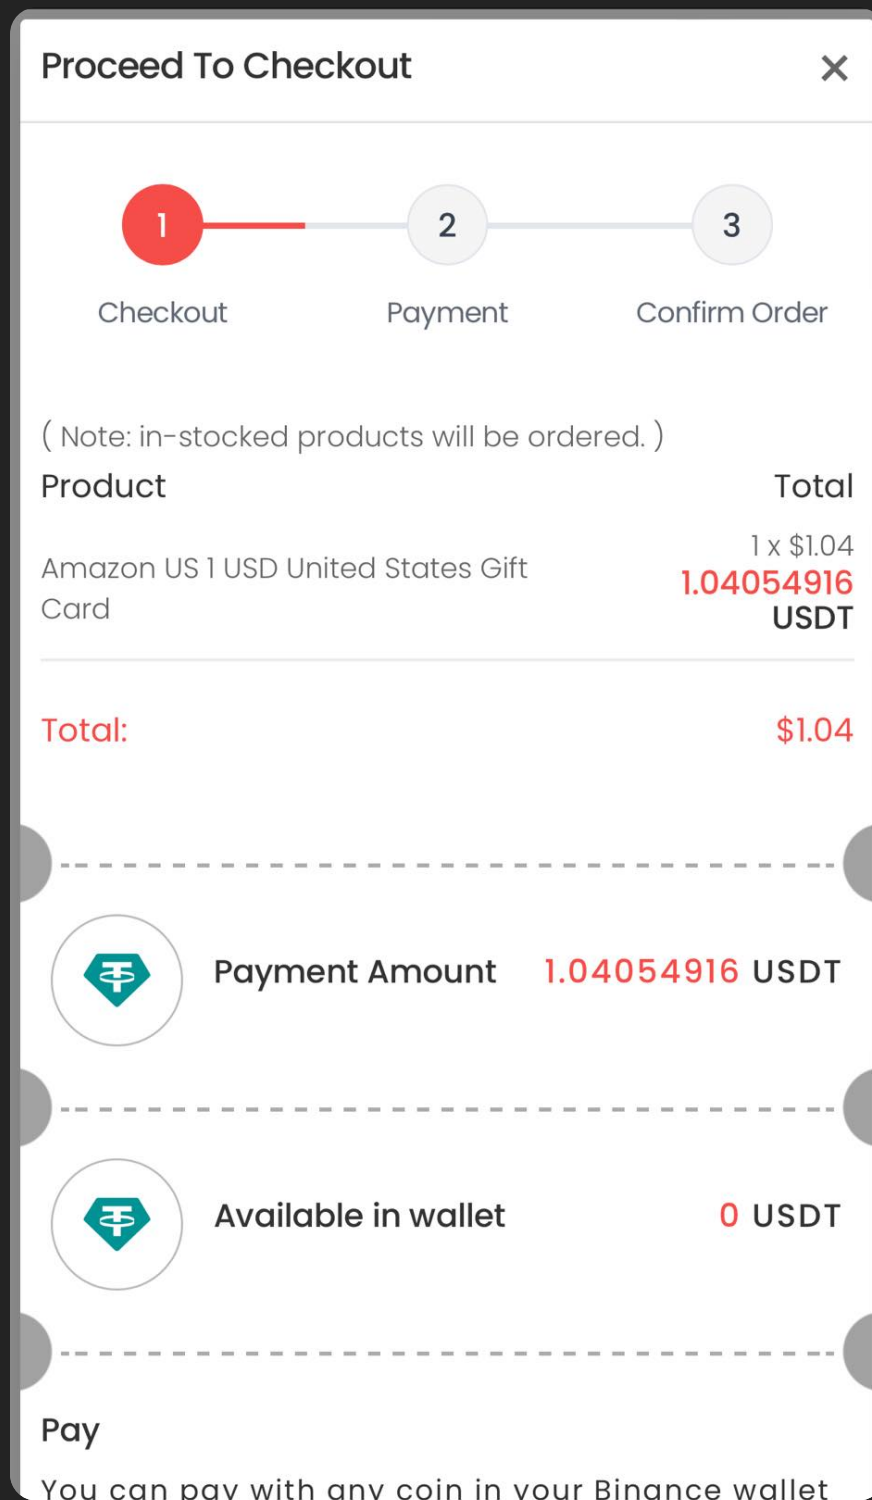 Proceed To Checkout
1
2
3
Checkout
Payment
Confirm Order
( Note: in-stocked products will be ordered. )
Product
Total
Amazon US 1 USD United States Gift
Card
1 x $1.04
1.04054916
USDT
Total:
$1.04
Payment Amount
1.04054916 USDT
Available in wallet
0 USDT
Pay
You can pay with any coin in your Binance wallet